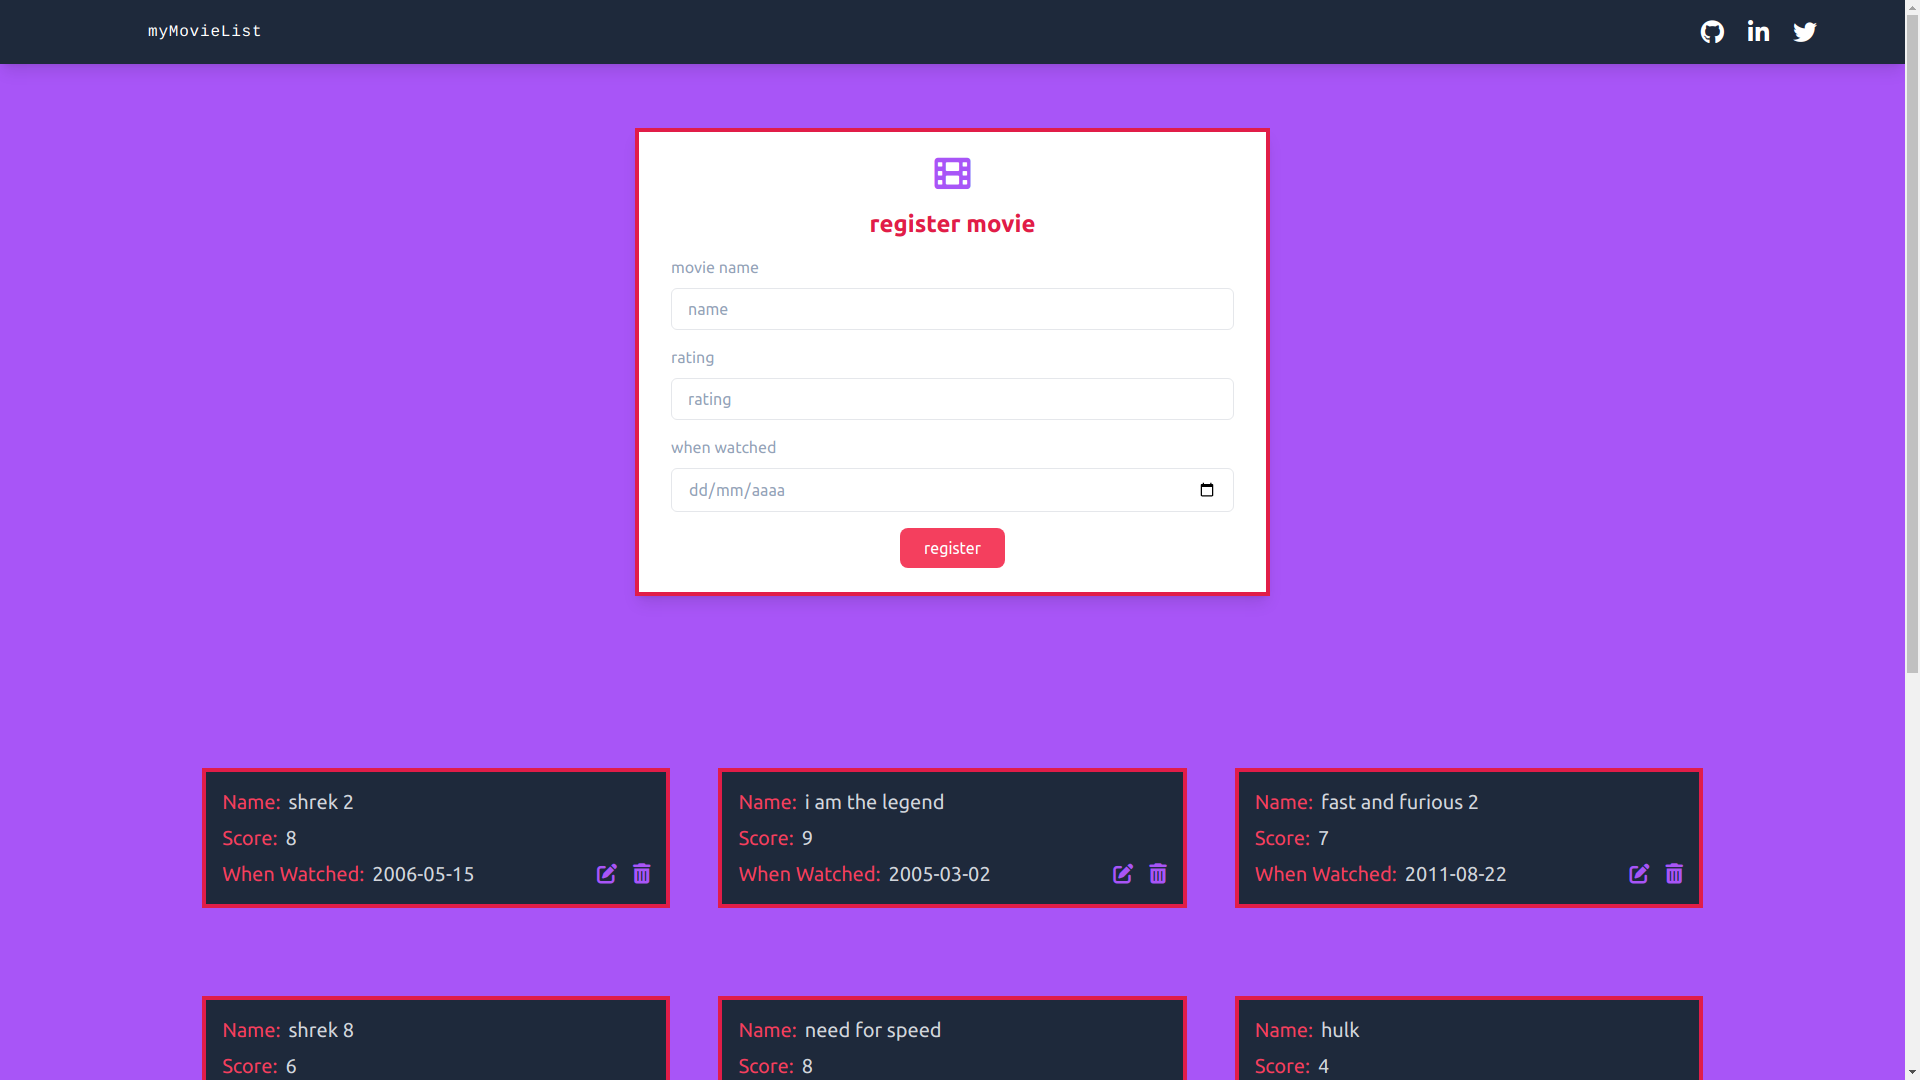 myMovieList
register movie
movie name
name
rating
rating
when watched
dd/mm/aaaa
register
Name: shrek 2
Score: 8
When Watched: 2006-05-15
Name: i am the legend
Score: 9
When Watched: 2005-03-02
Name: fast and furious 2
Score: 7
When Watched: 2011-08-22
Name: shrek 8
Score: 6
Name: need for speed
Score: 8
Name: hulk
Score: 4